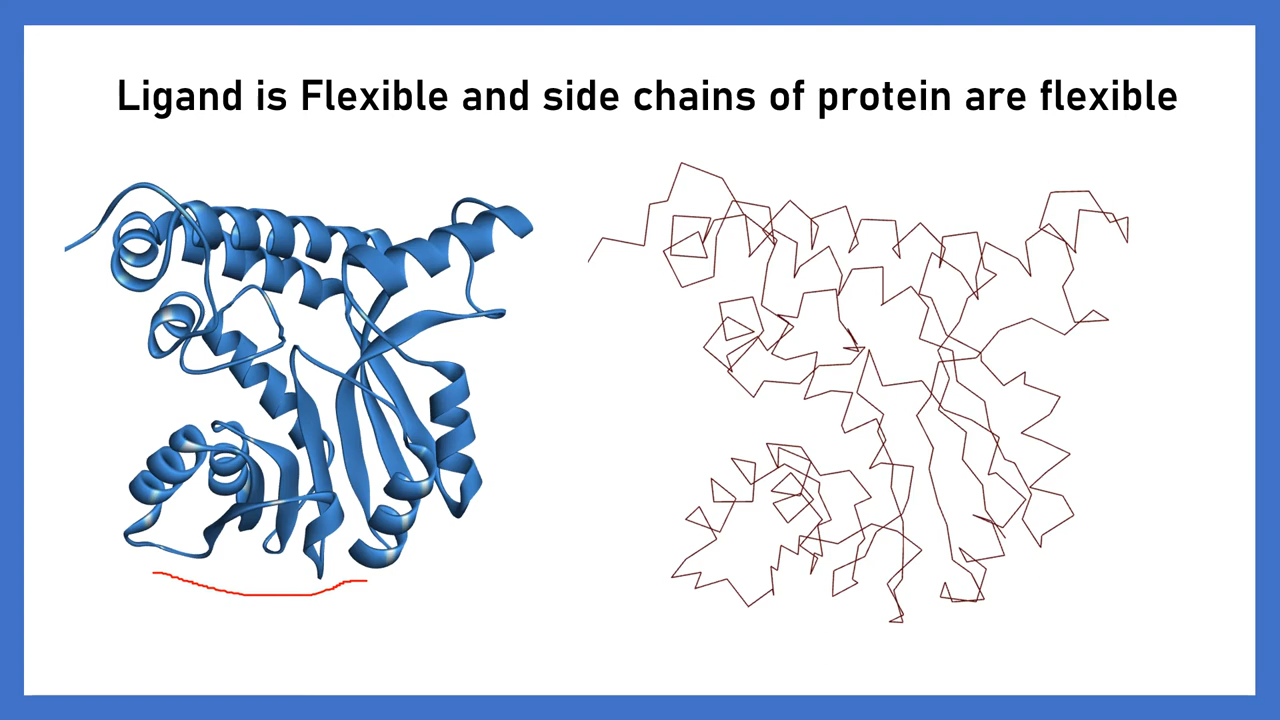 Ligand is Flexible and side chains of protein are flexible